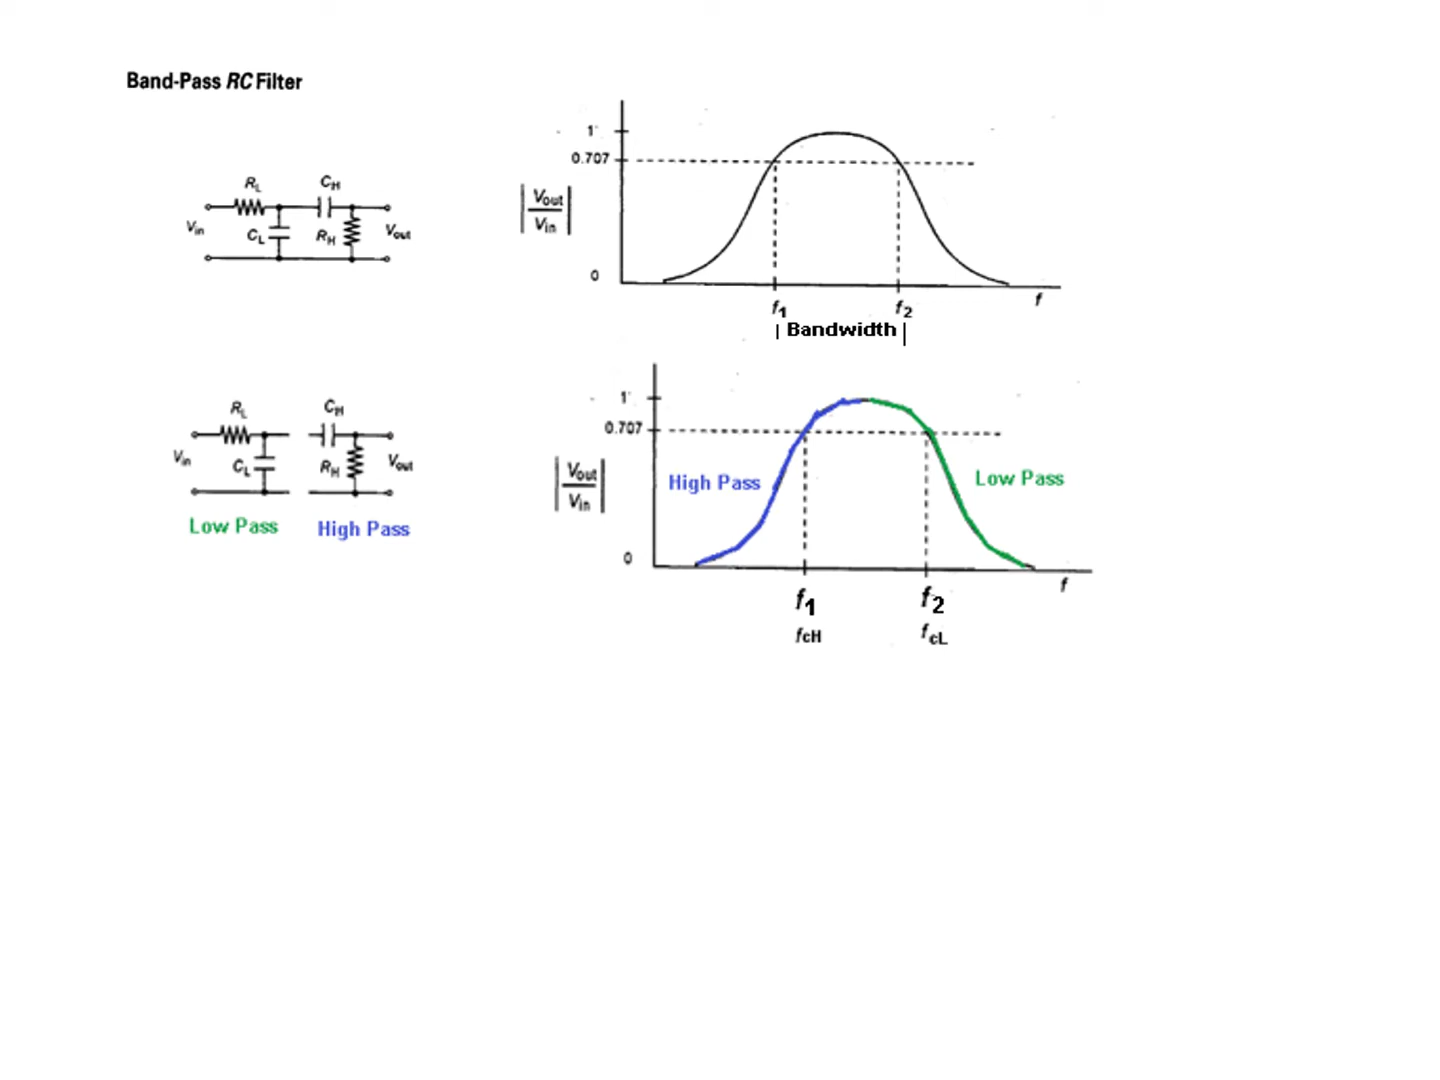 Band-Pass RC Filter
RL
CH
Vin
CL
RH
Vout
1
0.707
Vout
Vin
0
f1
f2
f
| Bandwidth |
RL
CH
Vin
CL
RH
Vout
Low Pass
High Pass
1
0.707
Vout
Vin
High Pass
Low Pass
0
f1
f2
f
fcH
fcL